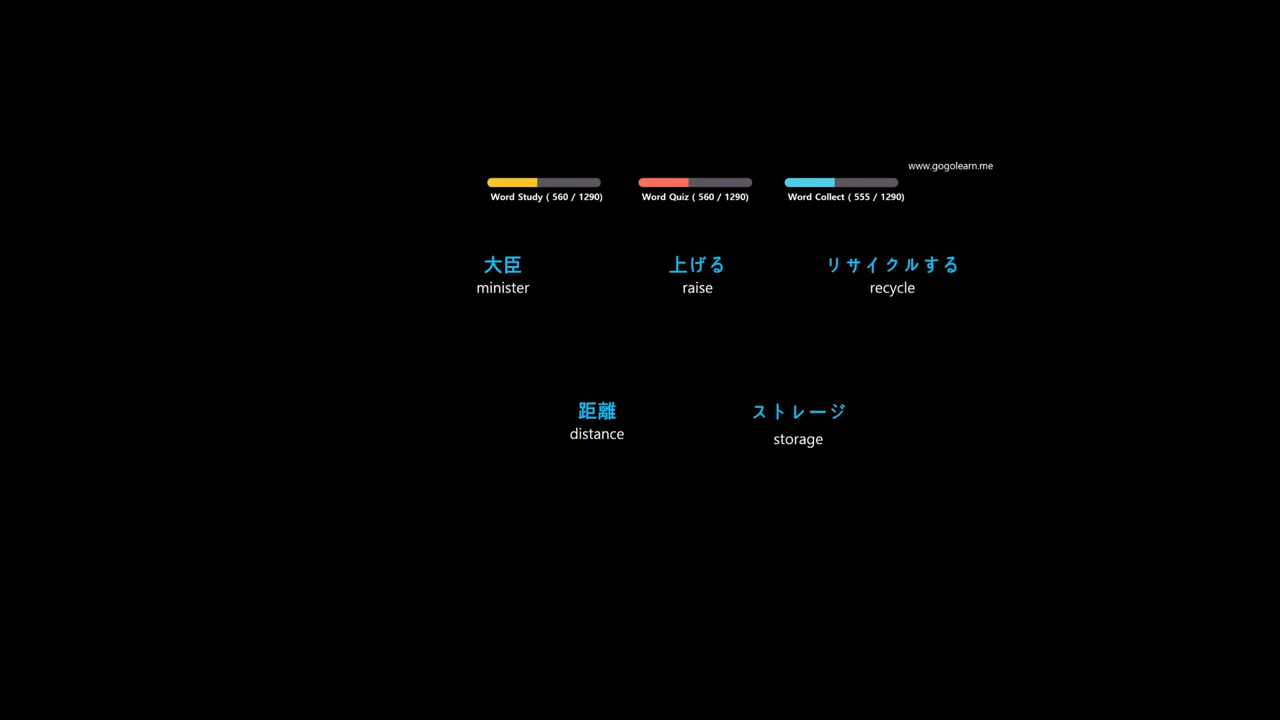 www.gogolearn.me
Word Study ( 560 / 1290)
Word Quiz ( 560 / 1290)
Word Collect ( 555 / 1290)
大臣
minister
上げる
raise
リサイクルする
recycle
距離
distance
ストレージ
storage